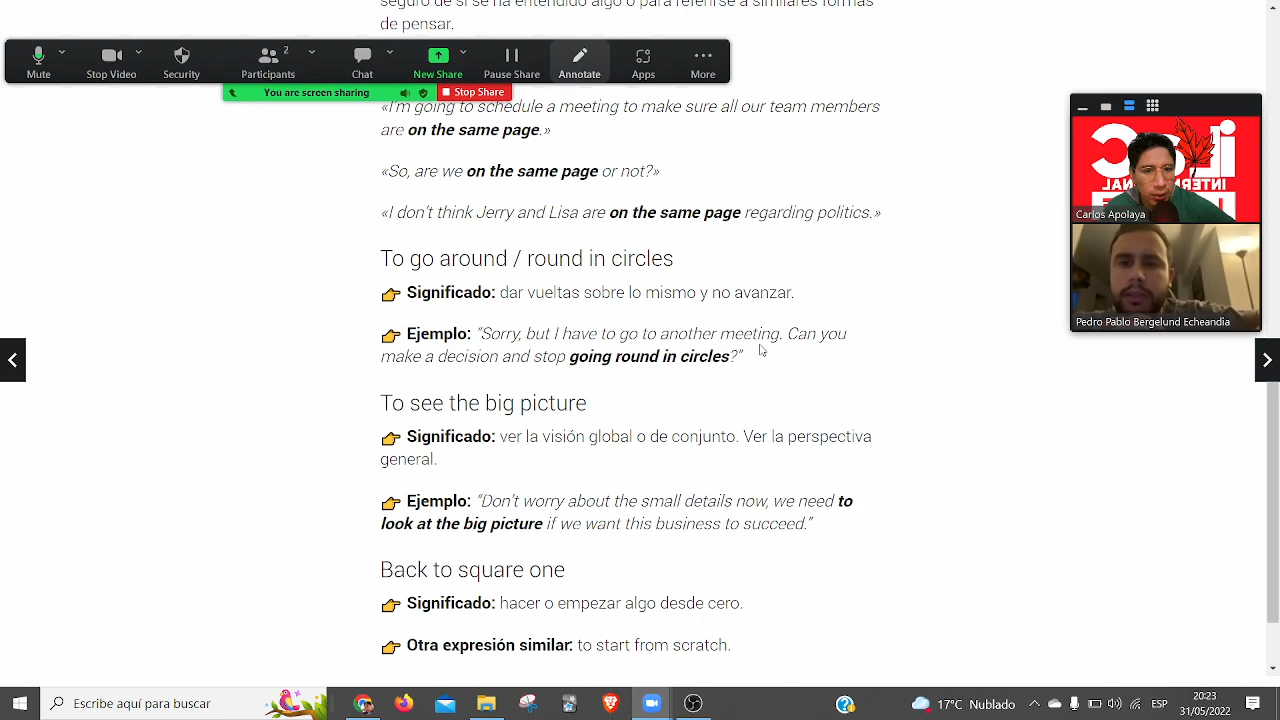 seguro de si se ha entendido algo o para referirse a similares formas
de pensar.
Mute
Stop Video
Security
Participants
2
Chat
New Share
Pause Share
Annotate
Apps
More
You are screen sharing
Stop Share
«I'm going to schedule a meeting to make sure all our team members
are on the same page.»
«So, are we on the same page or not?»
«I don't think Jerry and Lisa are on the same page regarding politics.»
To go around / round in circles
Significado: dar vueltas sobre lo mismo y no avanzar.
Ejemplo: “Sorry, but I have to go to another meeting. Can you
make a decision and stop going round in circles?”
To see the big picture
Significado: ver la visión global o de conjunto. Ver la perspectiva
general.
Ejemplo: “Don't worry about the small details now, we need to
look at the big picture if we want this business to succeed.”
Back to square one
Significado: hacer o empezar algo desde cero.
Otra expresión similar: to start from scratch.
Carlos Apolaya
Pedro Pablo Bergelund Echeandia
Escribe aquí para buscar
17°C Nublado
ESP
20:23
31/05/2022